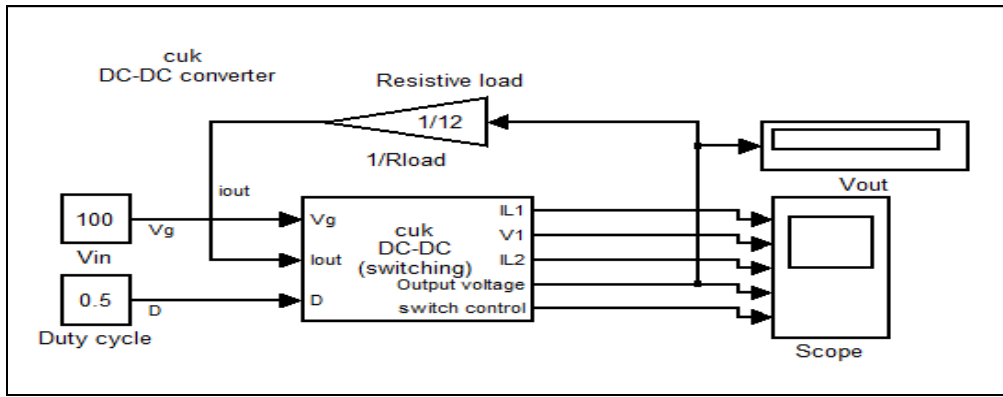 cuk
DC-DC converter
Resistive load
1/12
1/Rload
Vout
iout
100
Vg
Vin
0.5
D
Duty cycle
Vg
Iout
D
cuk
DC-DC
(switching)
IL1
V1
IL2
Output voltage
switch control
Scope